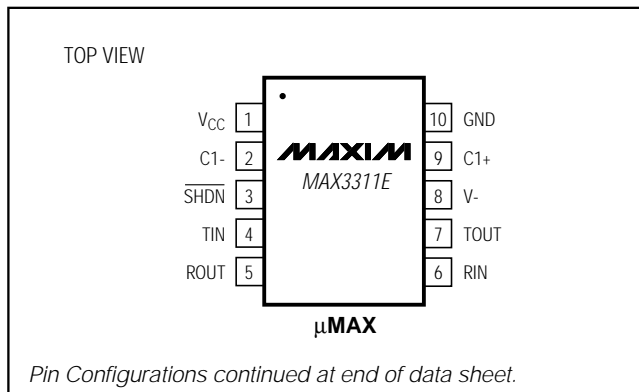 TOP VIEW
VCC 1
C1- 2
SHDN 3
TIN 4
ROUT 5
10 GND
9 C1+
8 V-
7 TOUT
6 RIN
MAXIM
MAX3311E
μMAX
Pin Configurations continued at end of data sheet.